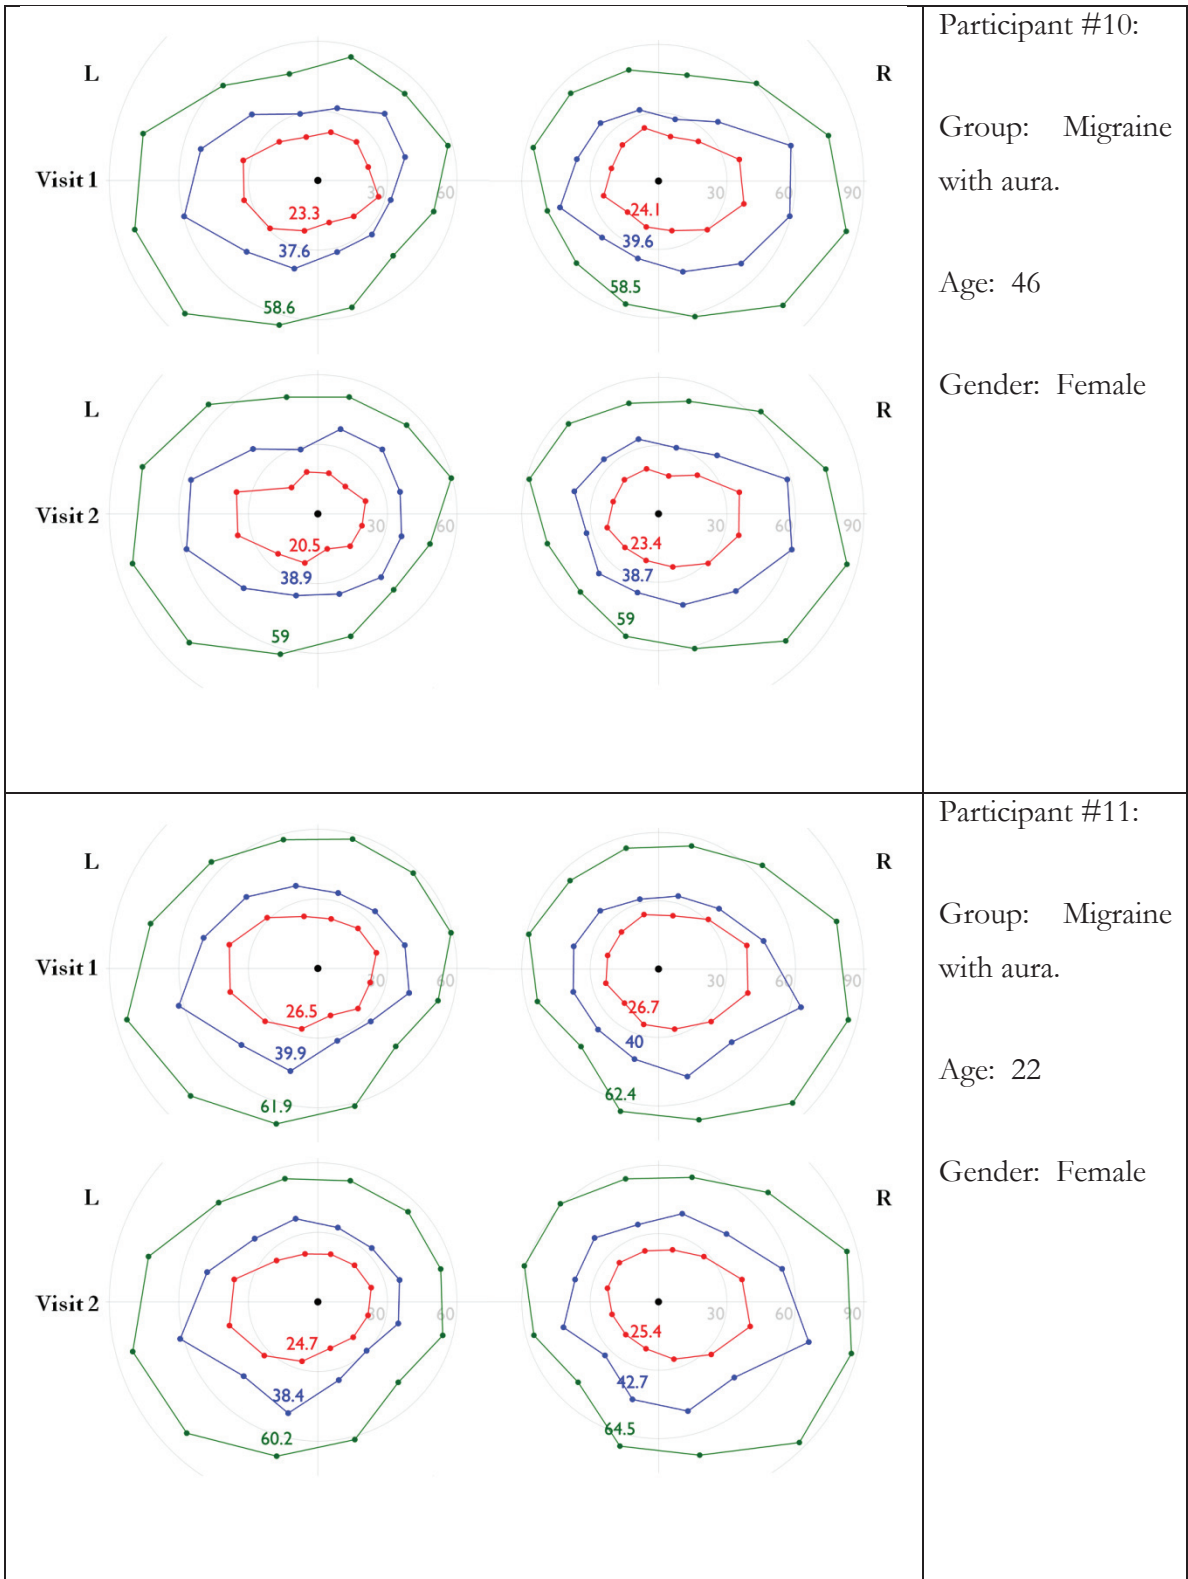 Participant #10:
Group: Migraine
with aura.
Age: 46
Gender: Female
L
R
Visit 1
30
60
23.3
37.6
58.6
30
60
90
24.1
39.6
58.5
L
R
Visit 2
30
60
20.5
38.9
59
30
60
90
23.4
38.7
59
Participant #11:
Group: Migraine
with aura.
Age: 22
Gender: Female
L
R
Visit 1
30
60
26.5
39.9
61.9
30
60
90
26.7
40
62.4
L
R
Visit 2
30
60
24.7
38.4
60.2
30
60
90
25.4
42.7
64.5